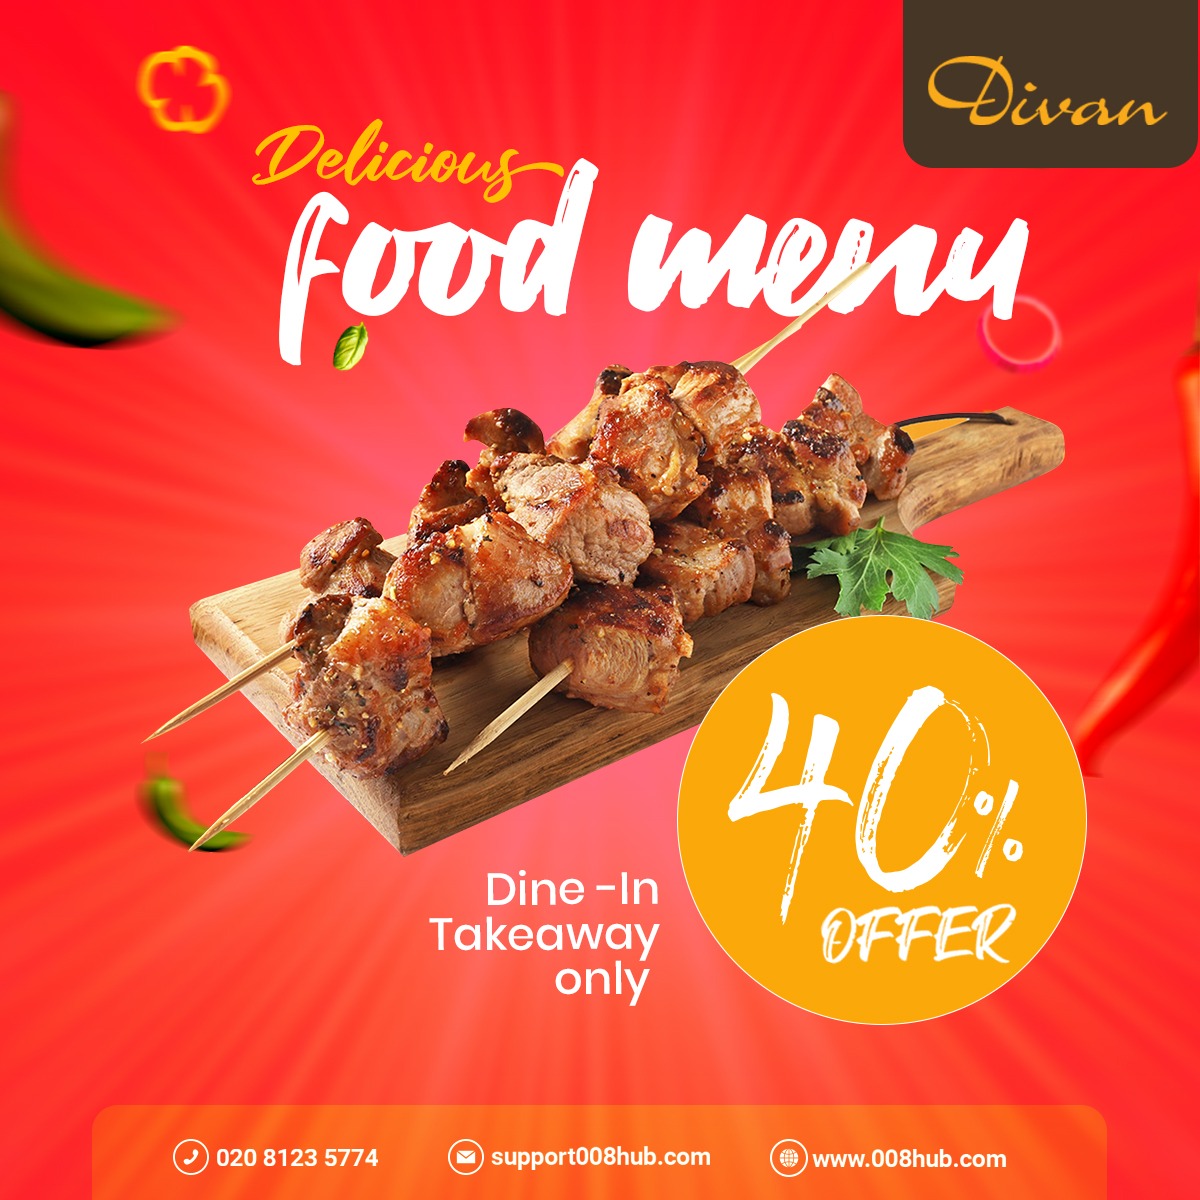 Divan
Delicious
food menu
40%
OFFER
Dine -In
Takeaway
only
020 8123 5774
support008hub.com
www.008hub.com